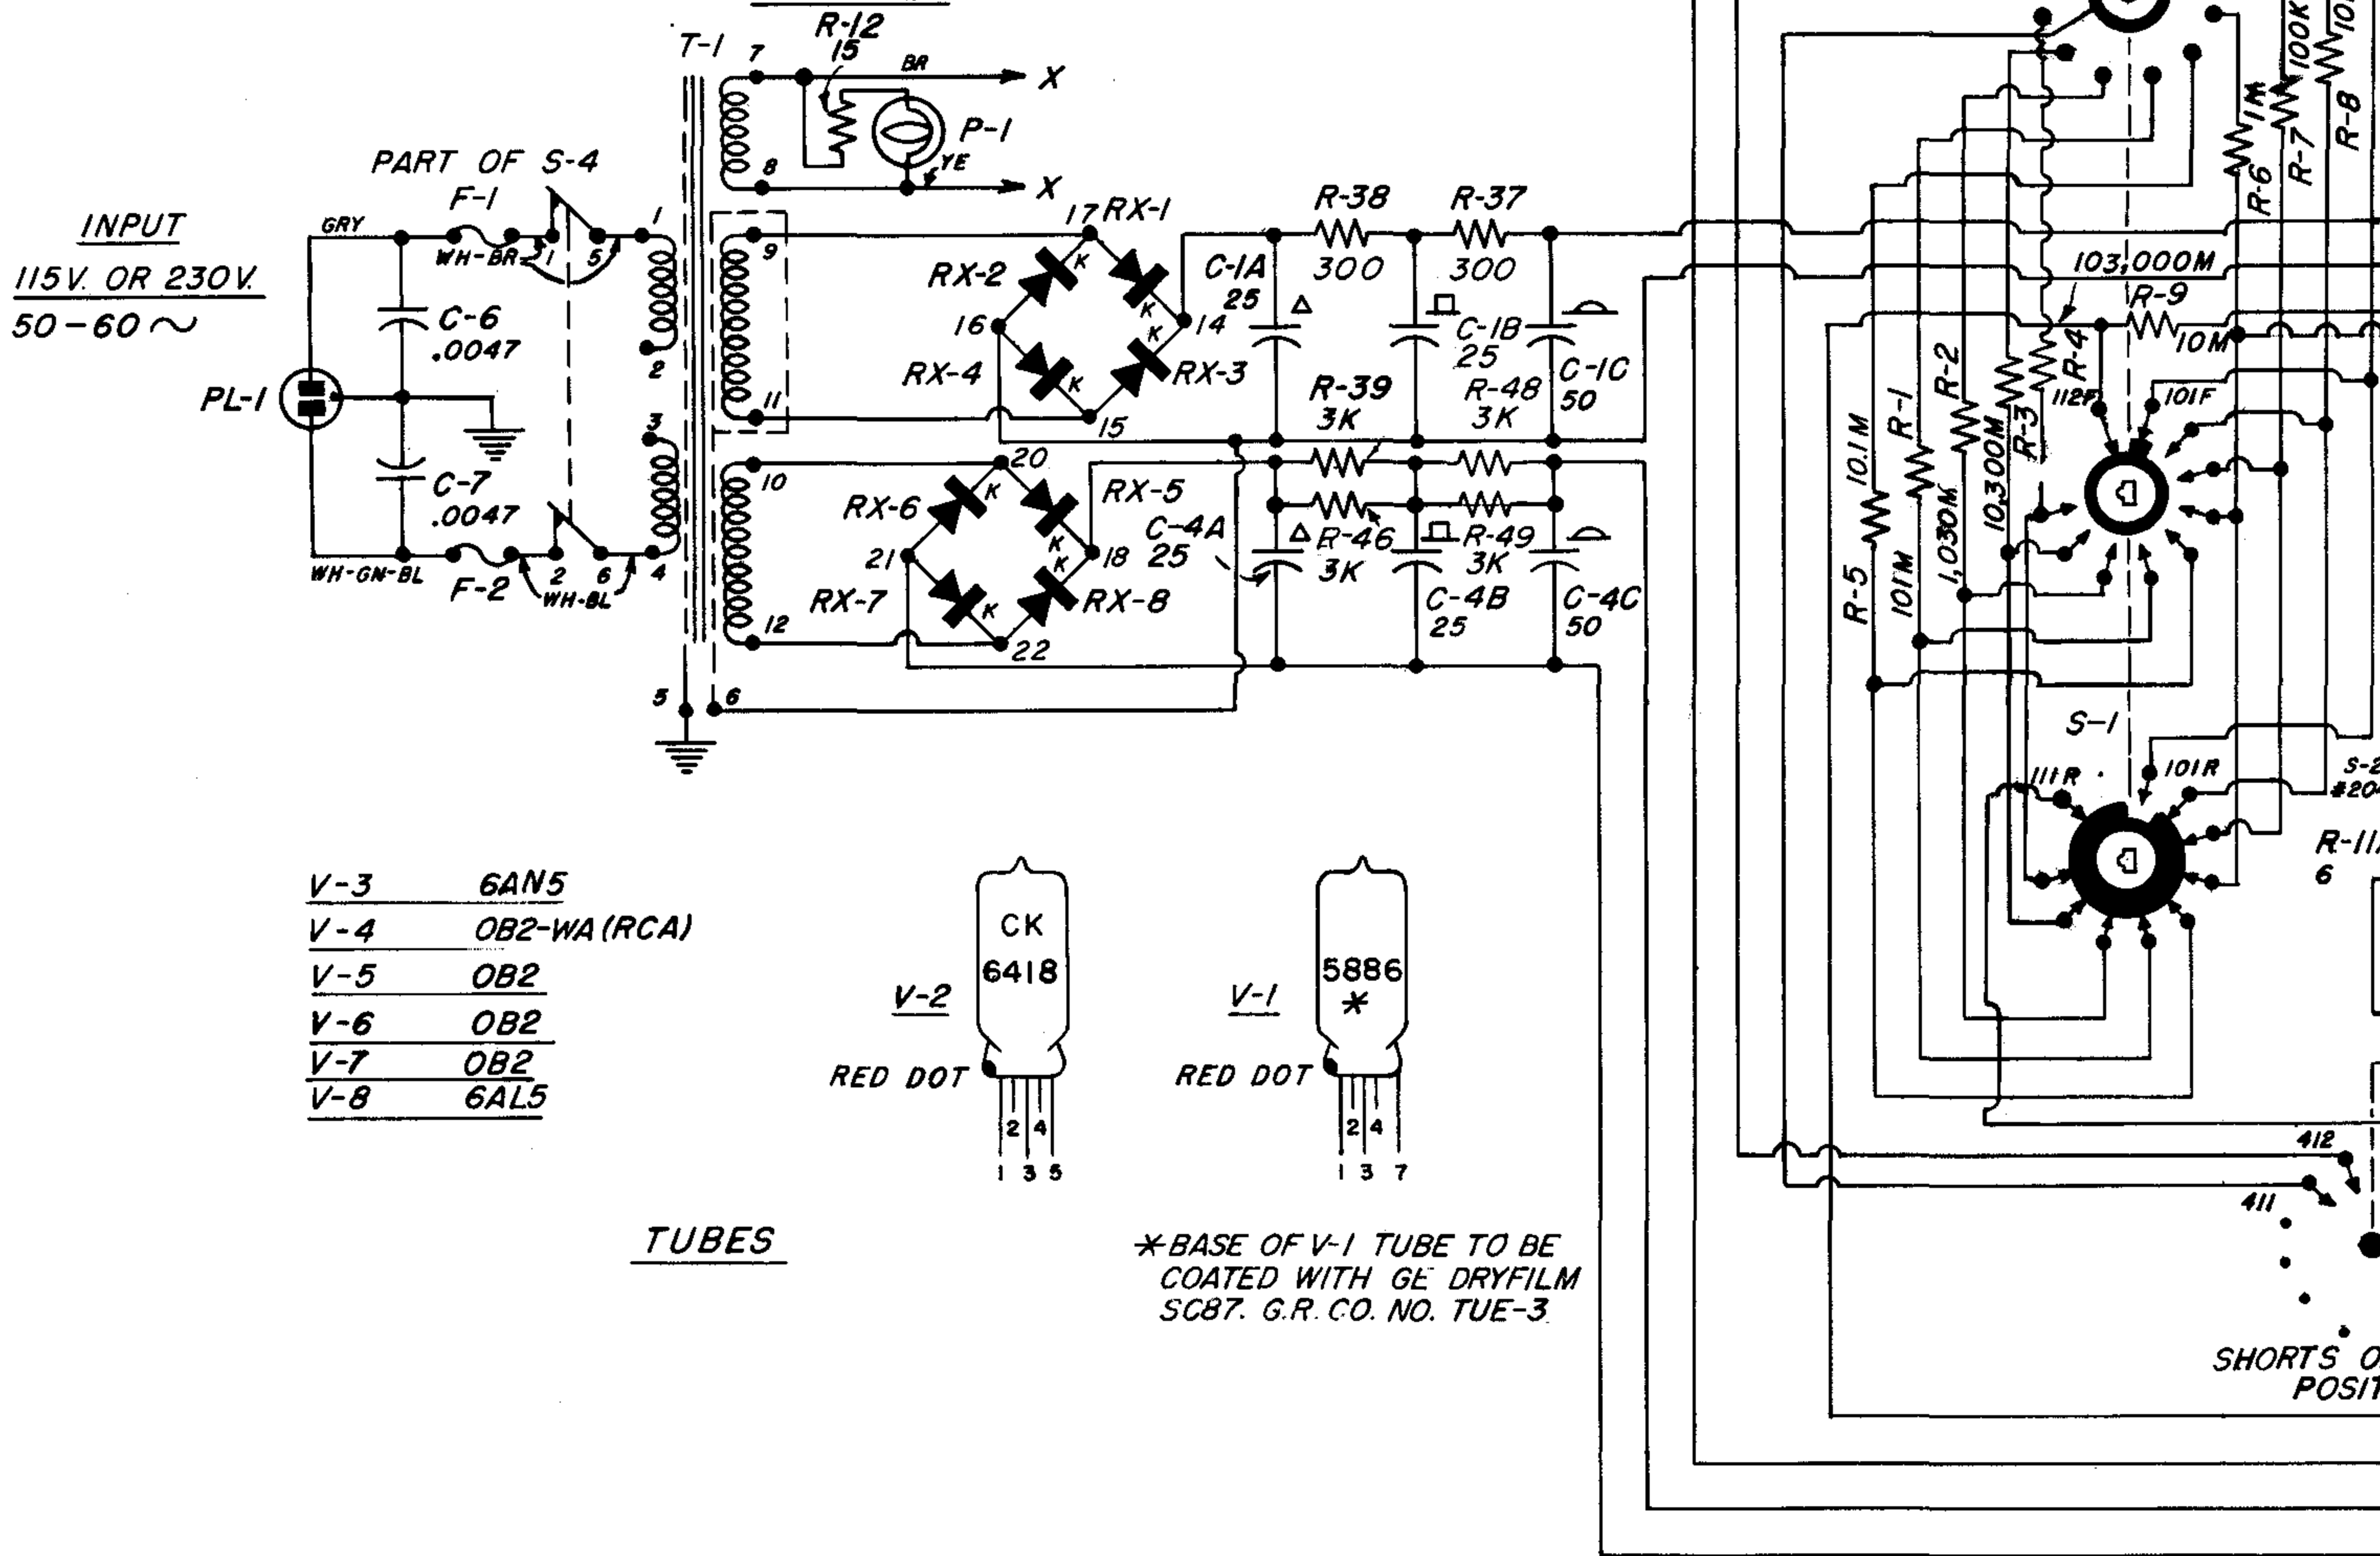 R-12
15
T-1
7
BR
X
P-1
8
YE
X
PART OF S-4
F-1
INPUT
115V. OR 230V.
50-60 ~
GRY
WH-BR
1
5
1
2
C-6
.0047
PL-1
C-7
.0047
3
4
WH-GN-BL
F-2
2
6
WH-BL
5
6
9
11
10
12
17
RX-1
RX-2
K
K
16
14
K
RX-4
K
RX-3
15
20
RX-6
K
RX-5
K
21
18
K
RX-7
K
RX-8
22
R-38
300
R-37
300
C-1A
25
C-1B
25
C-1C
50
R-39
3K
R-48
3K
C-4A
25
R-46
3K
R-49
3K
C-4B
25
C-4C
50
100K
1M
R-6
R-7
R-8
103,000M
R-9
10M
R-4
112F
101F
R-2
R-1
R-3
10.1M
10,300M
1,030M
R-5
101M
S-1
111R
101R
412
411
V-3 6AN5
V-4 OB2-WA (RCA)
V-5 OB2
V-6 OB2
V-7 OB2
V-8 6AL5
CK
6418
V-2
RED DOT
2 4
1 3 5
5886
*
V-1
RED DOT
2 4
1 3 7
TUBES
*BASE OF V-1 TUBE TO BE
COATED WITH GE DRYFILM
SC87. G.R. CO. NO. TUE-3
R-11
6
SHORTS
POSIT